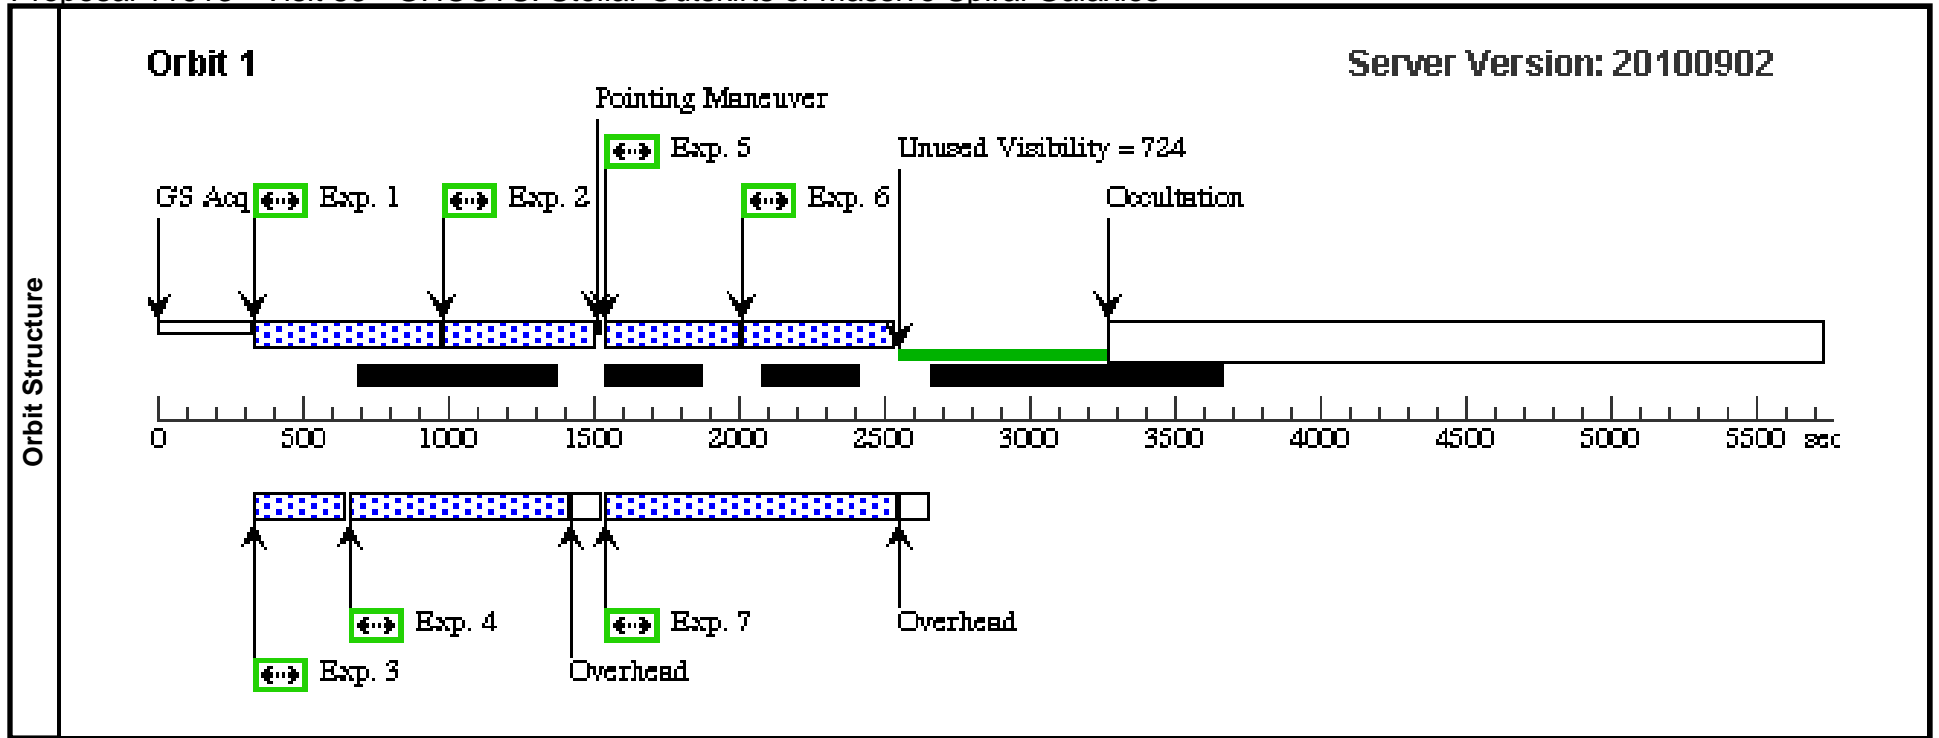 Orbit 1
Server Version: 20100902
Pointing Maneuver
Exp. 5
Unused Visibility = 724
GS Acq
Exp. 1
Exp. 2
Exp. 6
Occultation
Orbit Structure
0 500 1000 1500 2000 2500 3000 3500 4000 4500 5000 5500 sec
Exp. 4
Exp. 7
Overhead
Exp. 3
Overhead